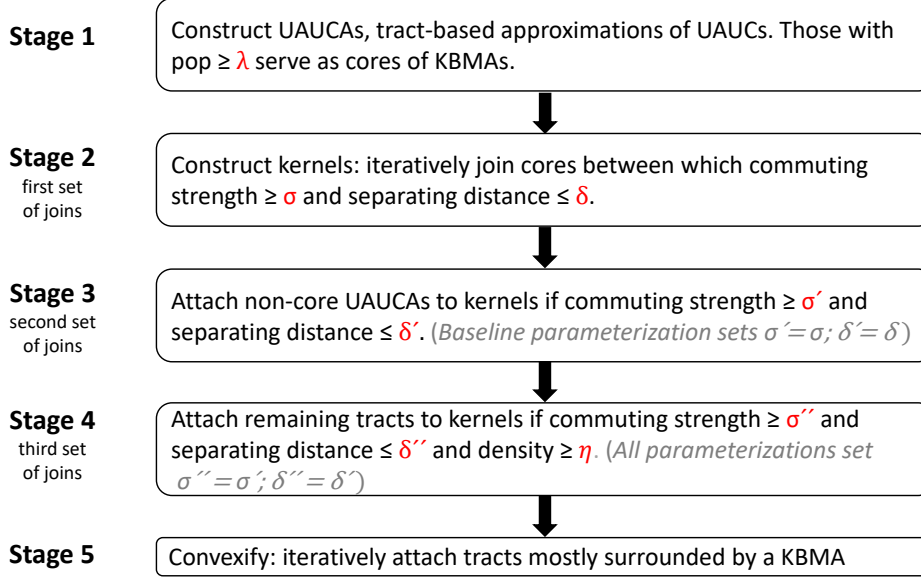 Stage 1
Construct UAUCAs, tract-based approximations of UAUCs. Those with
pop ≥ λ serve as cores of KBMAs.
Stage 2
first set
of joins
Construct kernels: iteratively join cores between which commuting
strength ≥ σ and separating distance ≤ δ.
Stage 3
second set
of joins
Attach non-core UAUCAs to kernels if commuting strength ≥ σ´ and
separating distance ≤ δ´. (Baseline parameterization sets σ´=σ; δ´= δ)
Stage 4
third set
of joins
Attach remaining tracts to kernels if commuting strength ≥ σ´´ and
separating distance ≤ δ´´ and density ≥ η. (All parameterizations set
σ´´=σ´; δ´´=δ´)
Stage 5
Convexify: iteratively attach tracts mostly surrounded by a KBMA